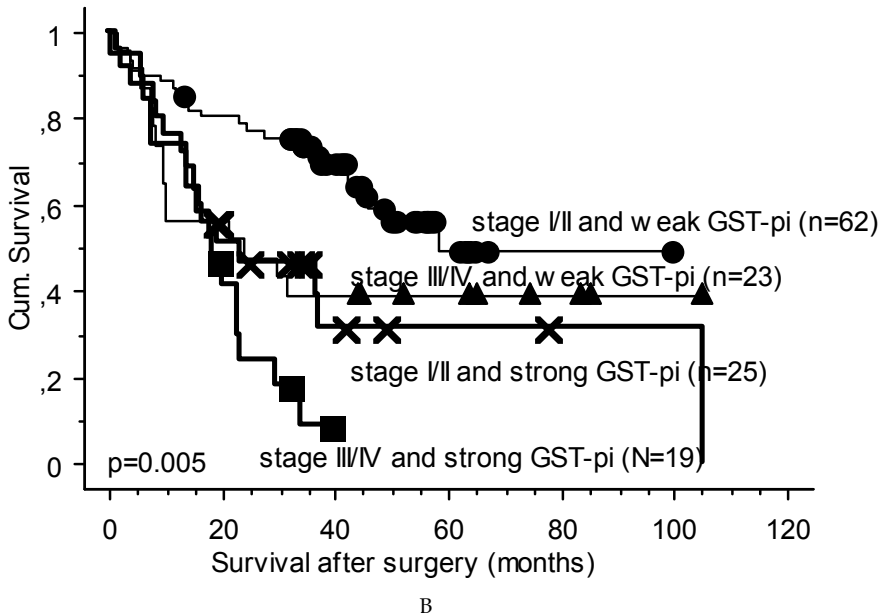 1
,8
,6
,4
,2
0
Cum. Survival
stage I/II and weak GST-pi (n=62)
stage III/IV and weak GST-pi (n=23)
stage I/II and strong GST-pi (n=25)
stage III/IV and strong GST-pi (N=19)
p=0.005
0 20 40 60 80 100 120
Survival after surgery (months)
B